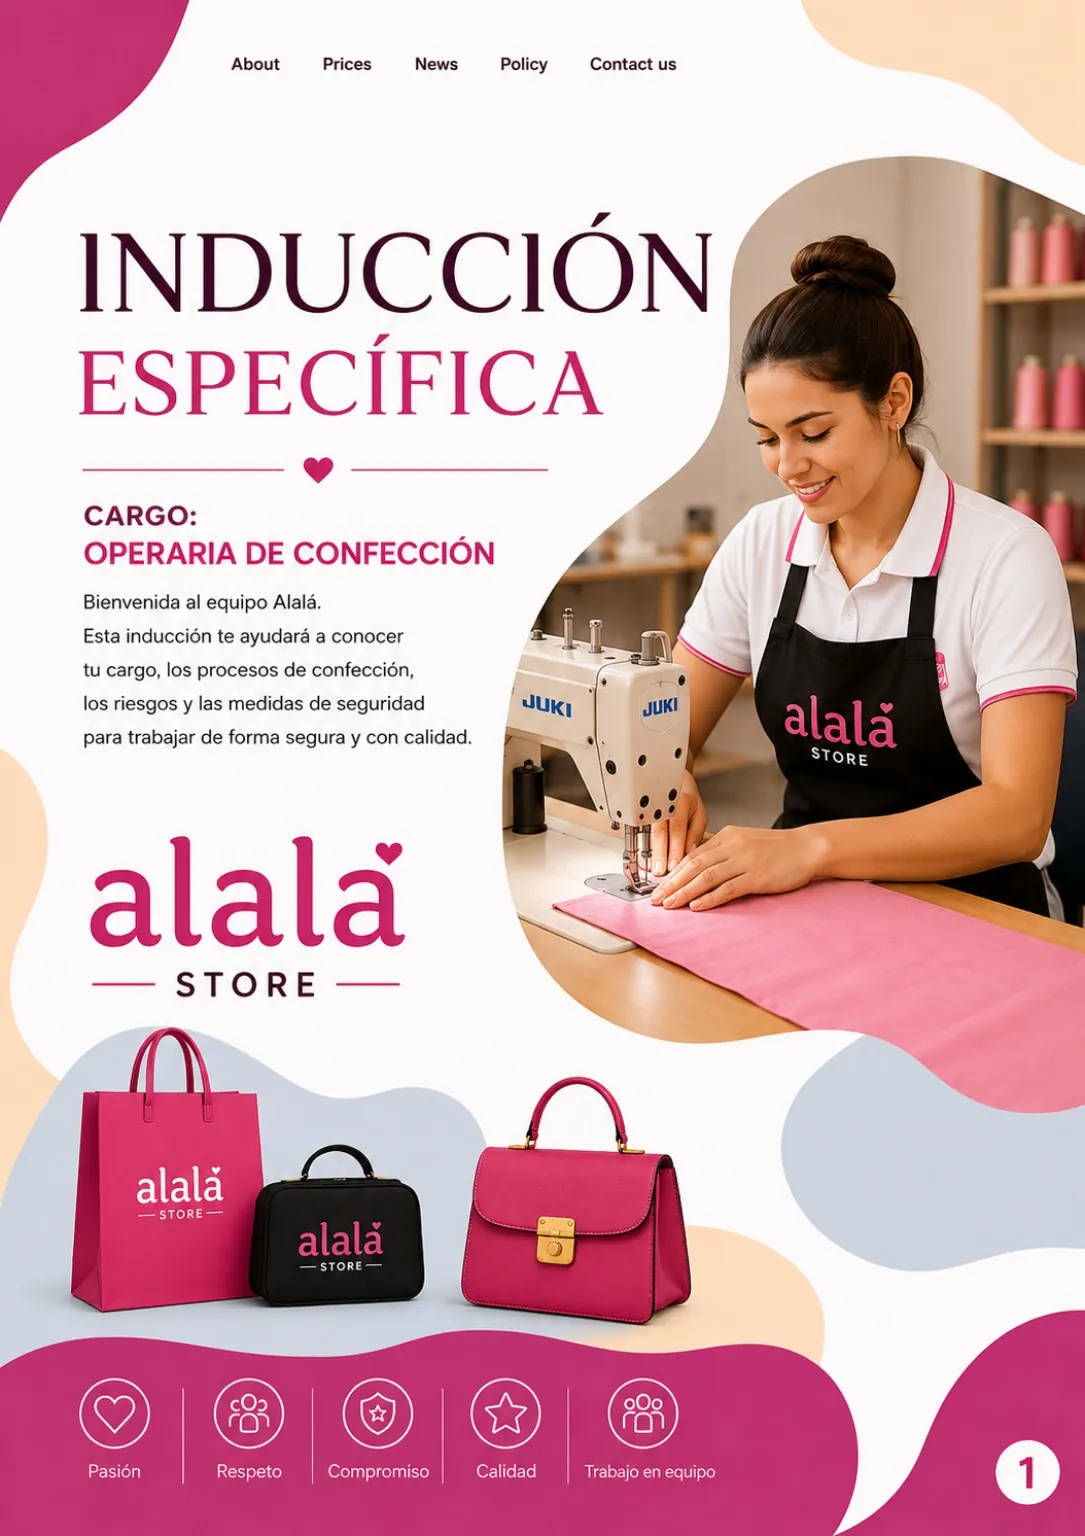 About Prices News Policy Contact us
INDUCCIÓN
ESPECÍFICA
CARGO:
OPERARIA DE CONFECCIÓN
Bienvenida al equipo Alalá.
Esta inducción te ayudará a conocer
tu cargo, los procesos de confección,
los riesgos y las medidas de seguridad
para trabajar de forma segura y con calidad.
JUKI JUKI
alalá
STORE
alalá
STORE
alalá
STORE
alalá
STORE
Pasión Respeto Compromiso Calidad Trabajo en equipo
1